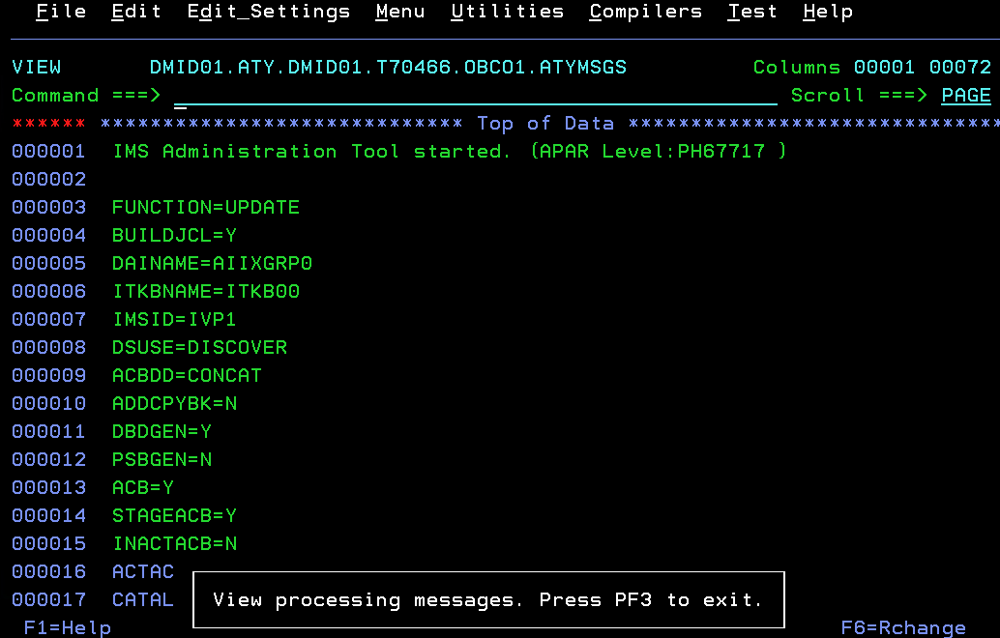 File Edit Edit_Settings Menu Utilities Compilers Test Help
VIEW DMID01.ATY.DMID01.T70466.OBCO1.ATYMSGS Columns 00001 00072
Command ===> Scroll ===> PAGE
****** ***************************** Top of Data ******************************
000001 IMS Administration Tool started. (APAR Level:PH67717 )
000002
000003 FUNCTION=UPDATE
000004 BUILDJCL=Y
000005 DAINAME=AIIXGRP0
000006 ITKBNAME=ITKB00
000007 IMSID=IVP1
000008 DSUSE=DISCOVER
000009 ACBDD=CONCAT
000010 ADDCPYBK=N
000011 DBDGEN=Y
000012 PSBGEN=N
000013 ACB=Y
000014 STAGEACB=Y
000015 INACTACB=N
000016 ACTAC
000017 CATAL
View processing messages. Press PF3 to exit.
F1=Help F6=Rchange